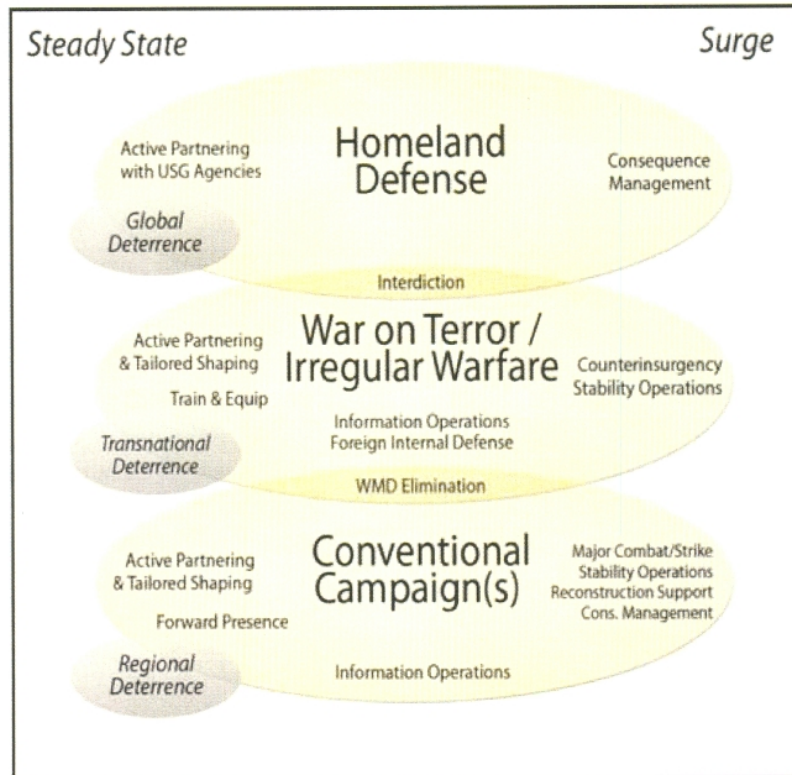 Steady State
Surge
Homeland
Defense
Active Partnering
with USG Agencies
Consequence
Management
Global
Deterrence
Interdiction
War on Terror /
Irregular Warfare
Active Partnering
& Tailored Shaping
Train & Equip
Counterinsurgency
Stability Operations
Information Operations
Foreign Internal Defense
Transnational
Deterrence
WMD Elimination
Conventional
Campaign(s)
Active Partnering
& Tailored Shaping
Forward Presence
Major Combat/Strike
Stability Operations
Reconstruction Support
Cons. Management
Regional
Deterrence
Information Operations